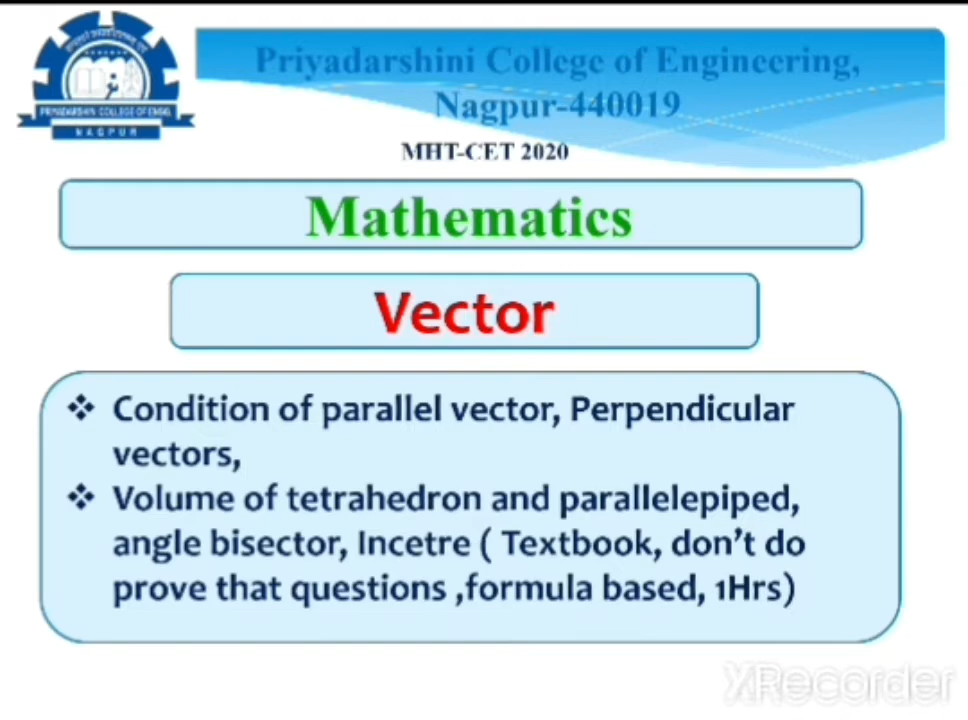 Priyadarshini College of Engineering,
Nagpur-440019
MHT-CET 2020
PRIYADARSHINI COLLEGE OF ENGG.
NAGPUR
Mathematics
Vector
❖ Condition of parallel vector, Perpendicular
vectors,
❖ Volume of tetrahedron and parallelepiped,
angle bisector, Incetre ( Textbook, don't do
prove that questions ,formula based, 1Hrs)
XRecorder